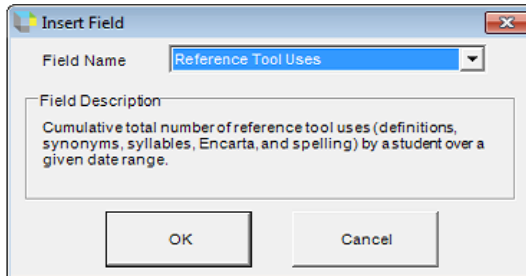 Insert Field
Field Name
Reference Tool Uses
Field Description
Cumulative total number of reference tool uses (definitions,
synonyms, syllables, Encarta, and spelling) by a student over a
given date range.
OK
Cancel